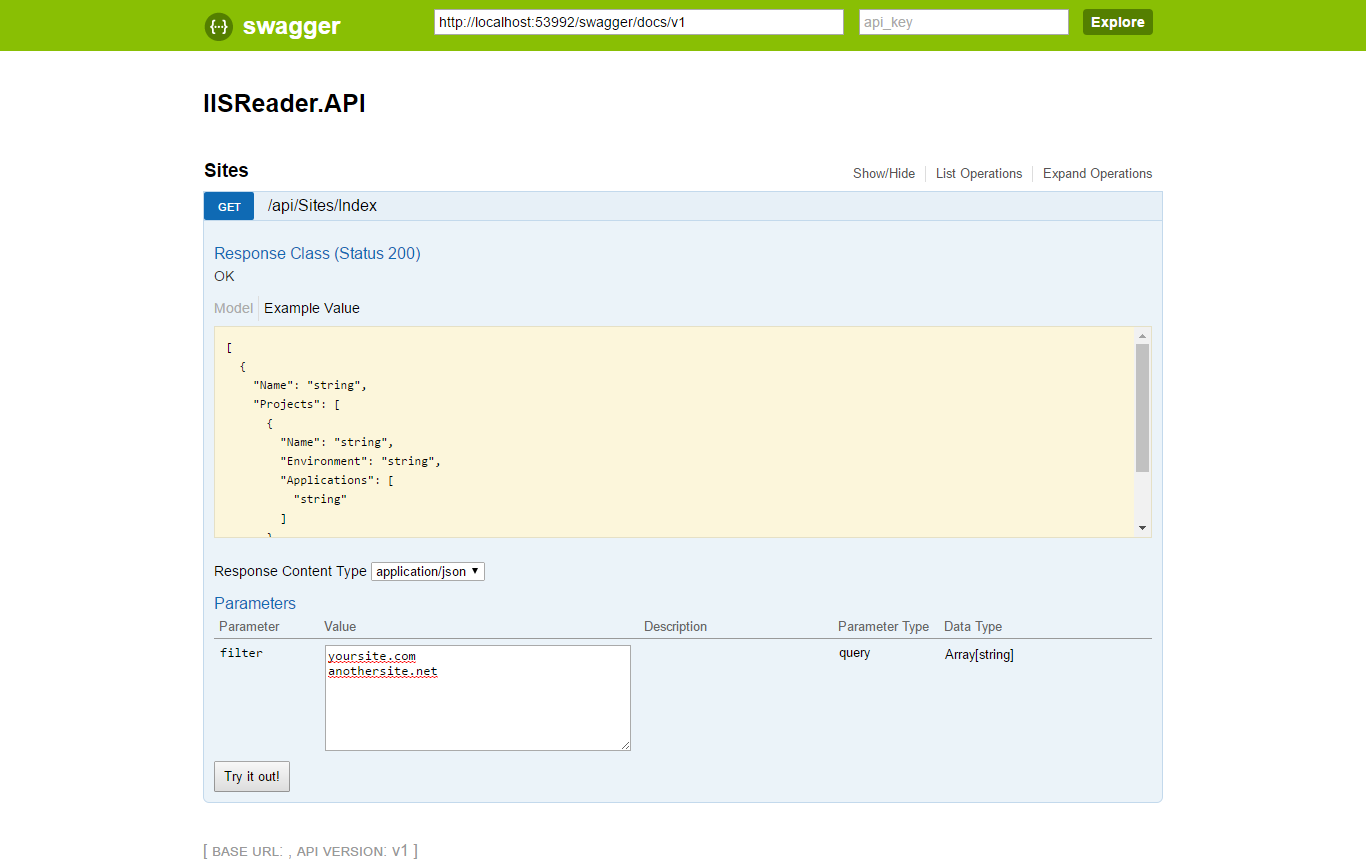 {···} swagger http://localhost:53992/swagger/docs/v1 api_key Explore
IISReader.API
Sites Show/Hide List Operations Expand Operations
GET /api/Sites/Index
Response Class (Status 200)
OK
Model Example Value
[
  {
    "Name": "string",
    "Projects": [
      {
        "Name": "string",
        "Environment": "string",
        "Applications": [
          "string"
        ]
      }
Response Content Type application/json
Parameters
Parameter Value Description Parameter Type Data Type
filter yoursite.com query Array[string]
anothersite.net
Try it out!
[ BASE URL: , API VERSION: V1 ]